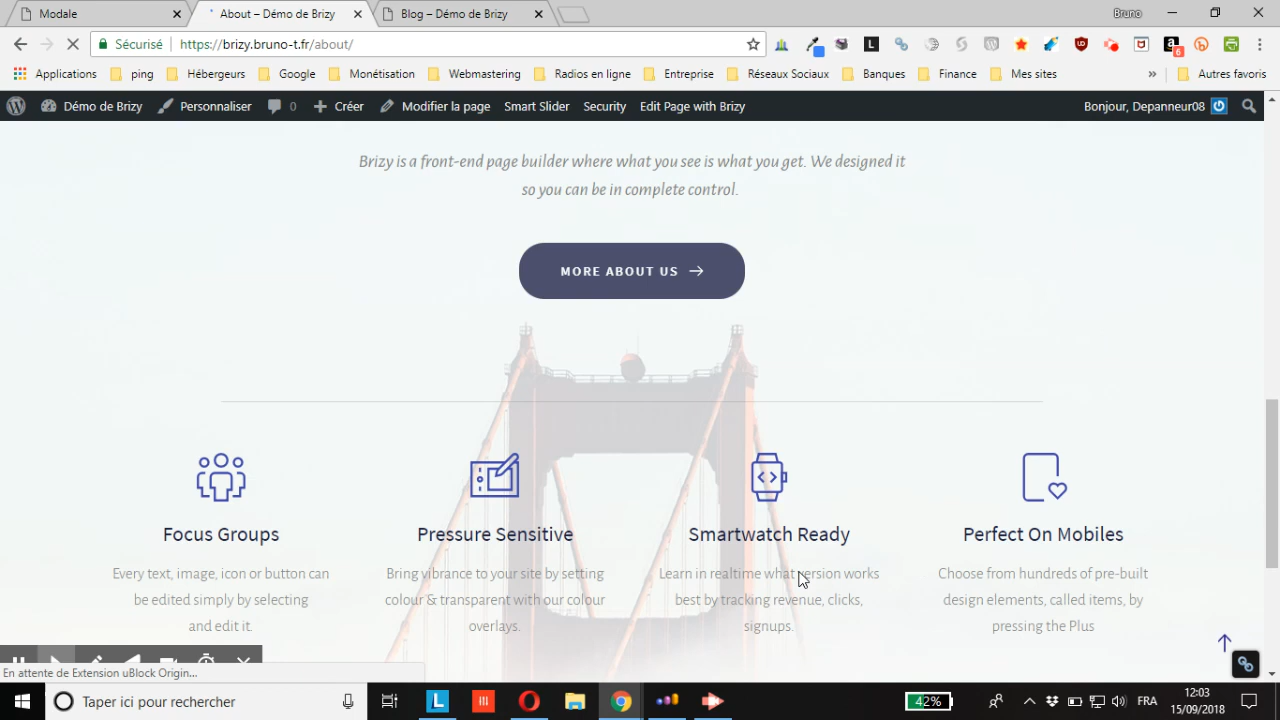 Modale
About – Démo de Brizy
Blog – Démo de Brizy
Bruno
Sécurisé
https://brizy.bruno-t.fr/about/
Applications
ping
Hébergeurs
Google
Monétisation
Webmastering
Radios en ligne
Entreprise
Réseaux Sociaux
Banques
Finance
Mes sites
»
Autres favoris
Démo de Brizy
Personnaliser
0
Créer
Modifier la page
Smart Slider
Security
Edit Page with Brizy
Bonjour, Depanneur08
Brizy is a front-end page builder where what you see is what you get. We designed it
so you can be in complete control.
MORE ABOUT US
Focus Groups
Every text, image, icon or button can
be edited simply by selecting
and edit it.
Pressure Sensitive
Bring vibrance to your site by setting
colour & transparent with our colour
overlays.
Smartwatch Ready
Learn in realtime what version works
best by tracking revenue, clicks,
signups.
Perfect On Mobiles
Choose from hundreds of pre-built
design elements, called items, by
pressing the Plus
En attente de Extension uBlock Origin...
Taper ici pour rechercher
42%
FRA
12:03
15/09/2018